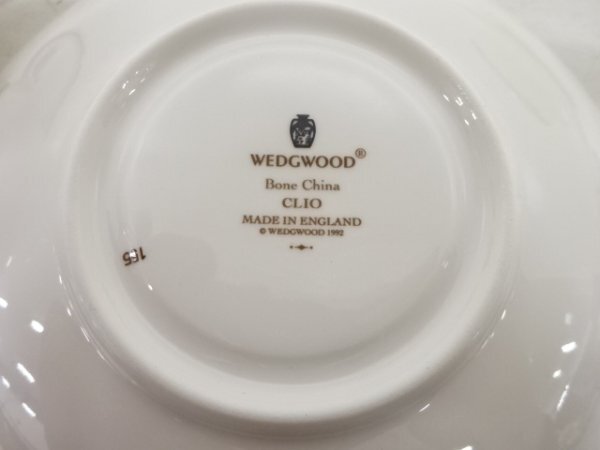 WEDGWOOD®
Bone China
CLIO
MADE IN ENGLAND
© WEDGWOOD 1992
165